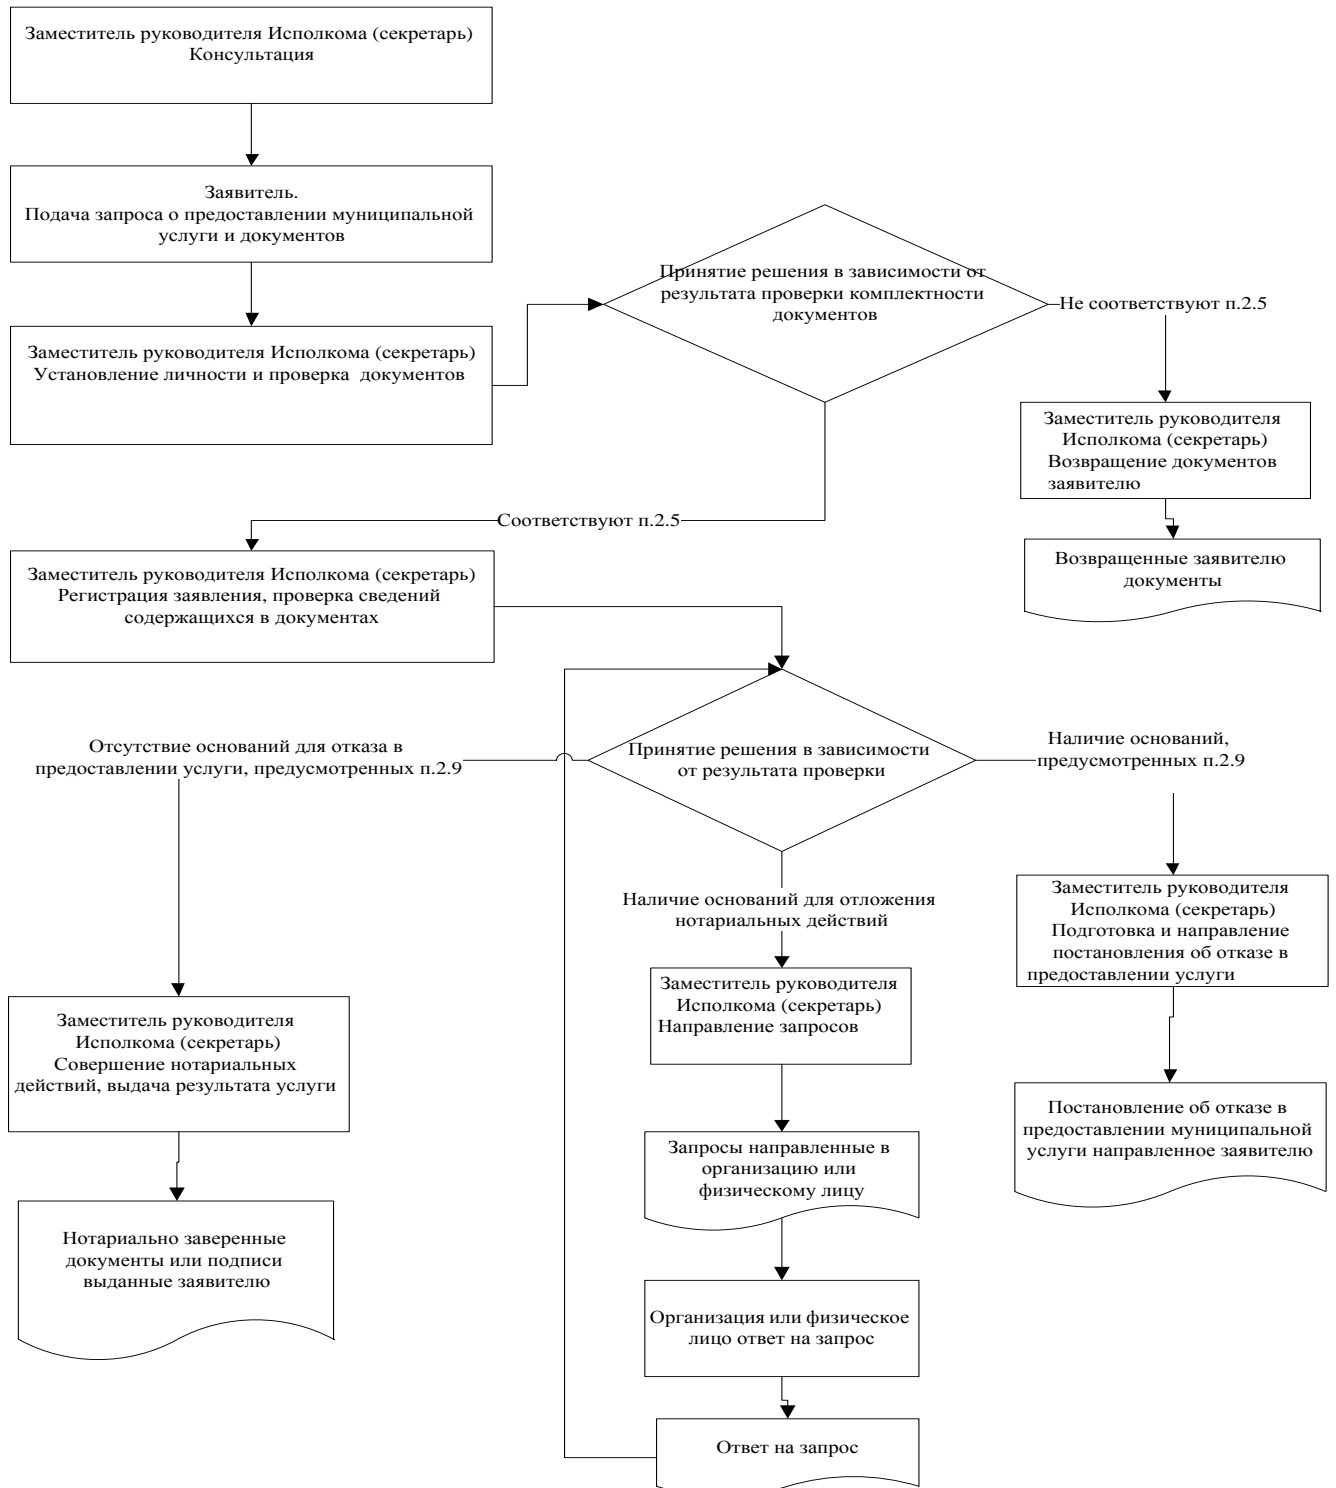 Заместитель руководителя Исполкома (секретарь)
Консультация
Заявитель.
Подача запроса о предоставлении муниципальной
услуги и документов
Заместитель руководителя Исполкома (секретарь)
Установление личности и проверка документов
Принятие решения в зависимости от
результата проверки комплектности
документов
Не соответствуют п.2.5
Заместитель руководителя
Исполкома (секретарь)
Возвращение документов
заявителю
Возвращенные заявителю
документы
Соответствуют п.2.5
Заместитель руководителя Исполкома (секретарь)
Регистрация заявления, проверка сведений
содержащихся в документах
Принятие решения в зависимости
от результата проверки
Отсутствие оснований для отказа в
предоставлении услуги, предусмотренных п.2.9
Наличие оснований,
предусмотренных п.2.9
Наличие оснований для отложения
нотариальных действий
Заместитель руководителя
Исполкома (секретарь)
Подготовка и направление
постановления об отказе в
предоставлении услуги
Заместитель руководителя
Исполкома (секретарь)
Направление запросов
Заместитель руководителя
Исполкома (секретарь)
Совершение нотариальных
действий, выдача результата услуги
Постановление об отказе в
предоставлении муниципальной
услуги направленное заявителю
Запросы направленные в
организацию или
физическому лицу
Нотариально заверенные
документы или подписи
выданные заявителю
Организация или физическое
лицо ответ на запрос
Ответ на запрос